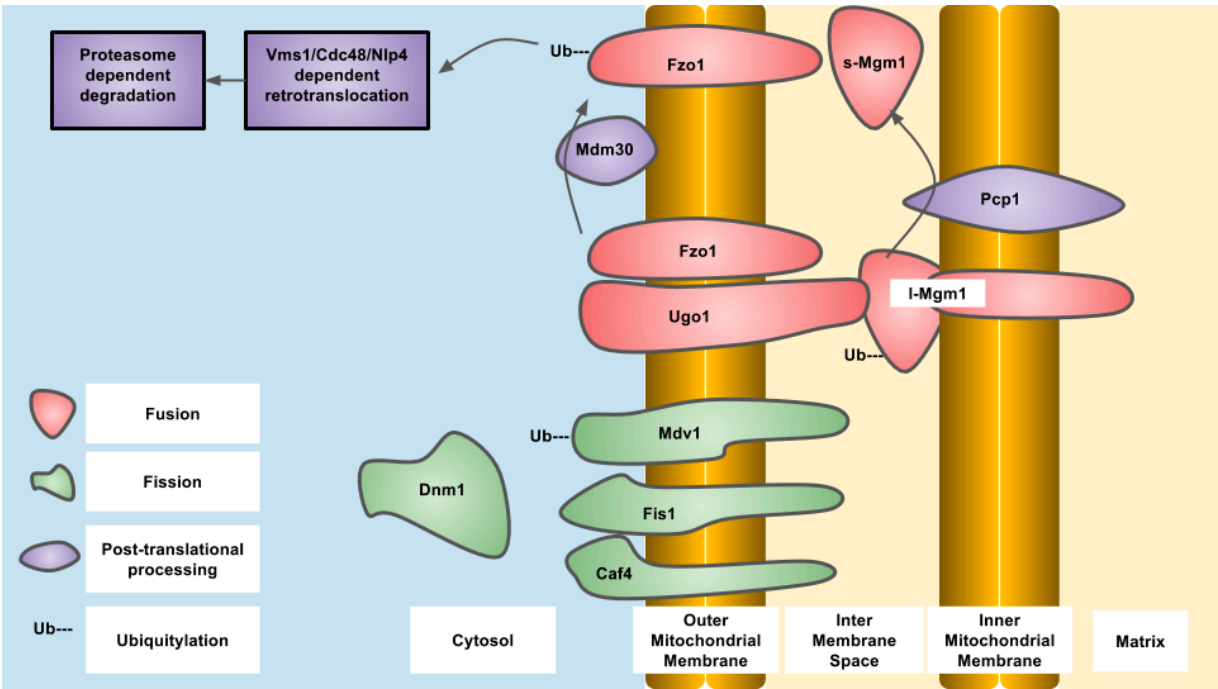 Proteasome
dependent
degradation
Vms1/Cdc48/Nlp4
dependent
retrotranslocation
Ub---
Fzo1
s-Mgm1
Mdm30
Pcp1
Fzo1
Ugo1
l-Mgm1
Ub---
Ub---
Mdv1
Dnm1
Fis1
Caf4
Fusion
Fission
Post-translational
processing
Ub---
Ubiquitylation
Cytosol
Outer
Mitochondrial
Membrane
Inter
Membrane
Space
Inner
Mitochondrial
Membrane
Matrix